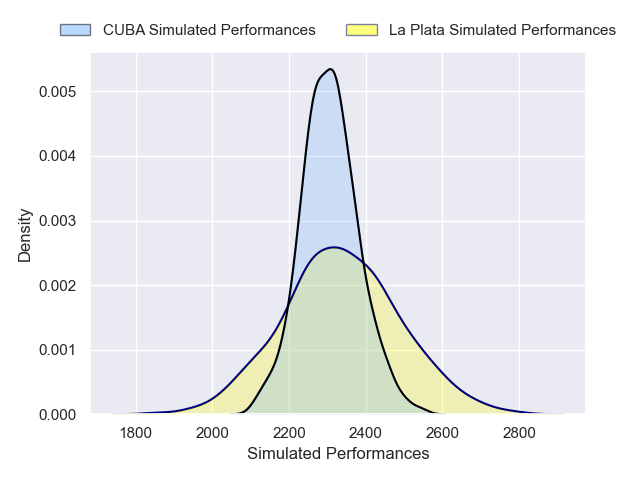 CUBA Simulated Performances La Plata Simulated Performances
0.005
0.004
0.003
0.002
0.001
0.000
Density
1800 2000 2200 2400 2600 2800
Simulated Performances